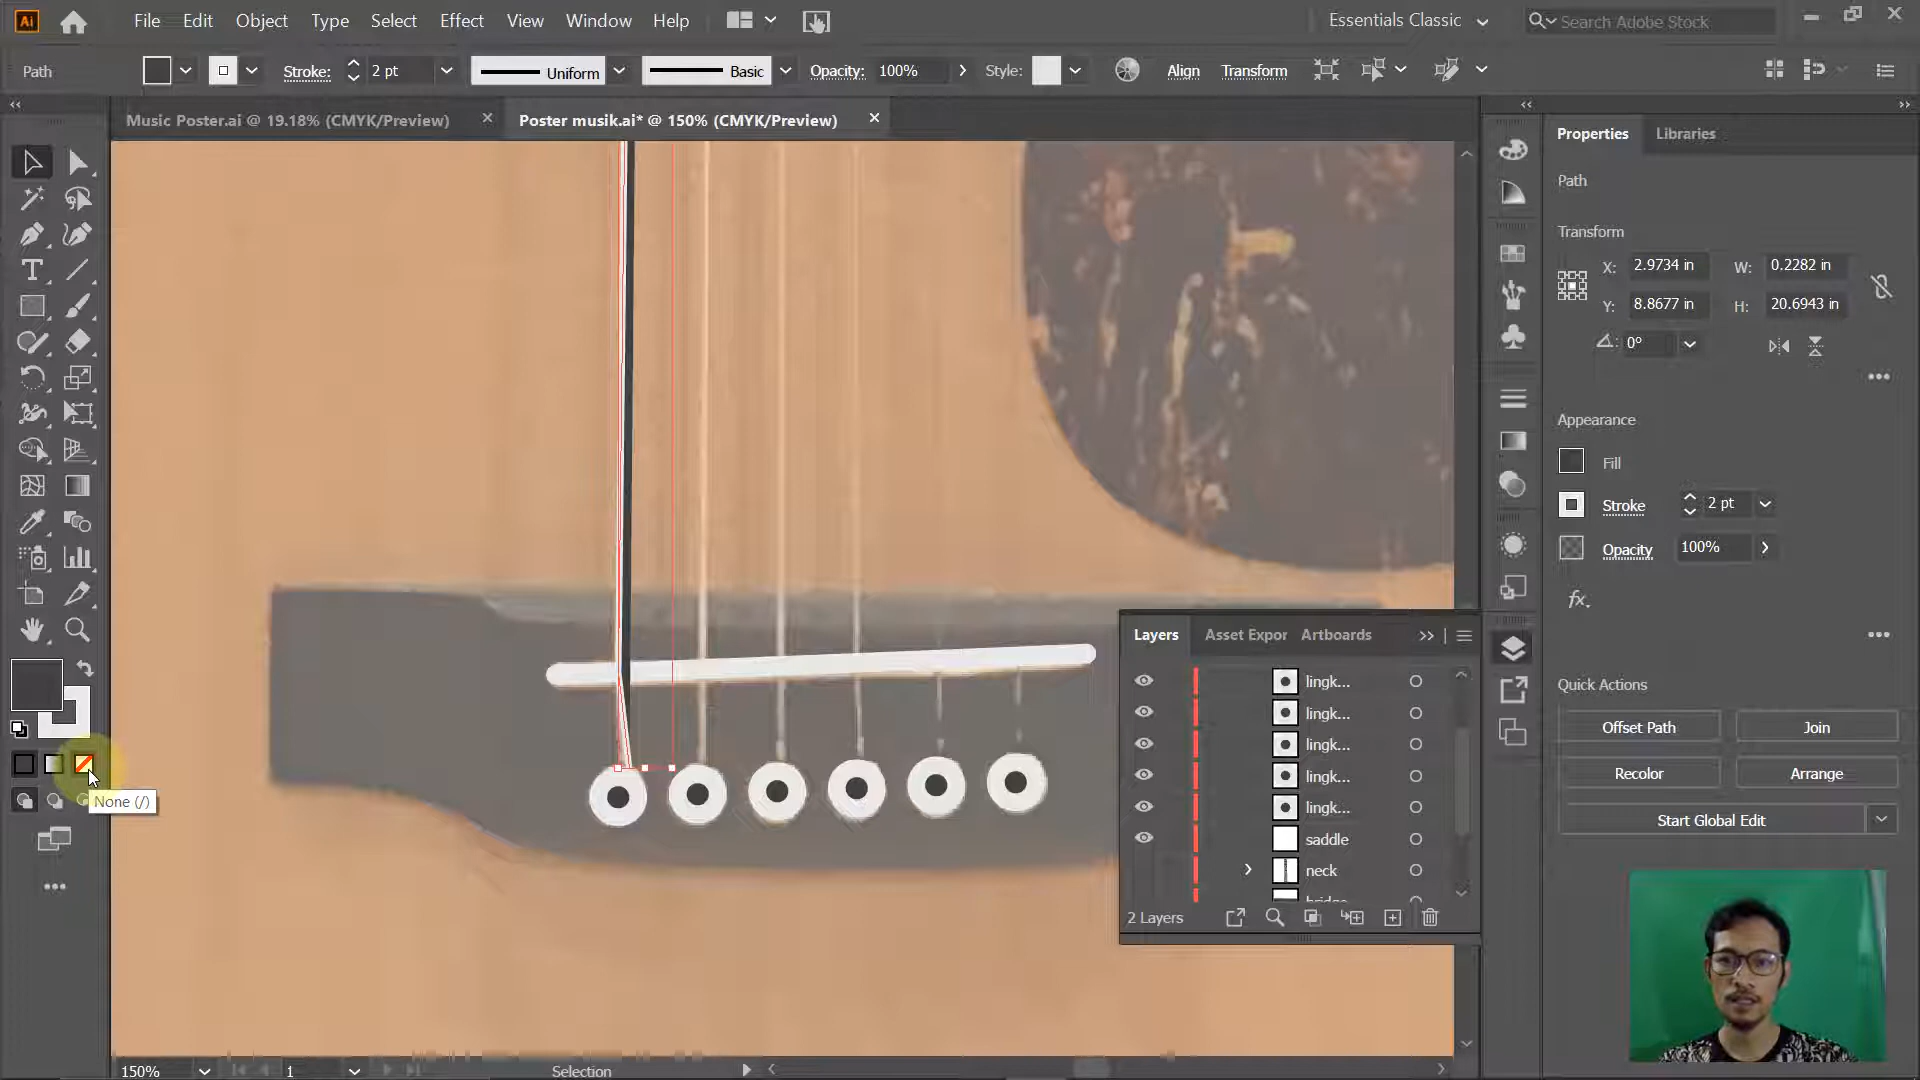 Ai File Edit Object Type Select Effect View Window Help Essentials Classic Search Adobe Stock
Path Stroke: 2 pt Uniform Basic Opacity: 100% Style: Align Transform
Music Poster.ai @ 19.18% (CMYK/Preview) Poster musik.ai* @ 150% (CMYK/Preview)
Properties Libraries
Path
Transform
X: 2.9734 in W: 0.2282 in
Y: 8.8677 in H: 20.6943 in
0°
Appearance
Fill
Stroke 2 pt
Opacity 100%
fx
Layers Asset Expor Artboards
lingk...
lingk...
lingk...
lingk...
lingk...
saddle
neck
2 Layers
Quick Actions
Offset Path Join
Recolor Arrange
Start Global Edit
None (/)
150% 1 Selection